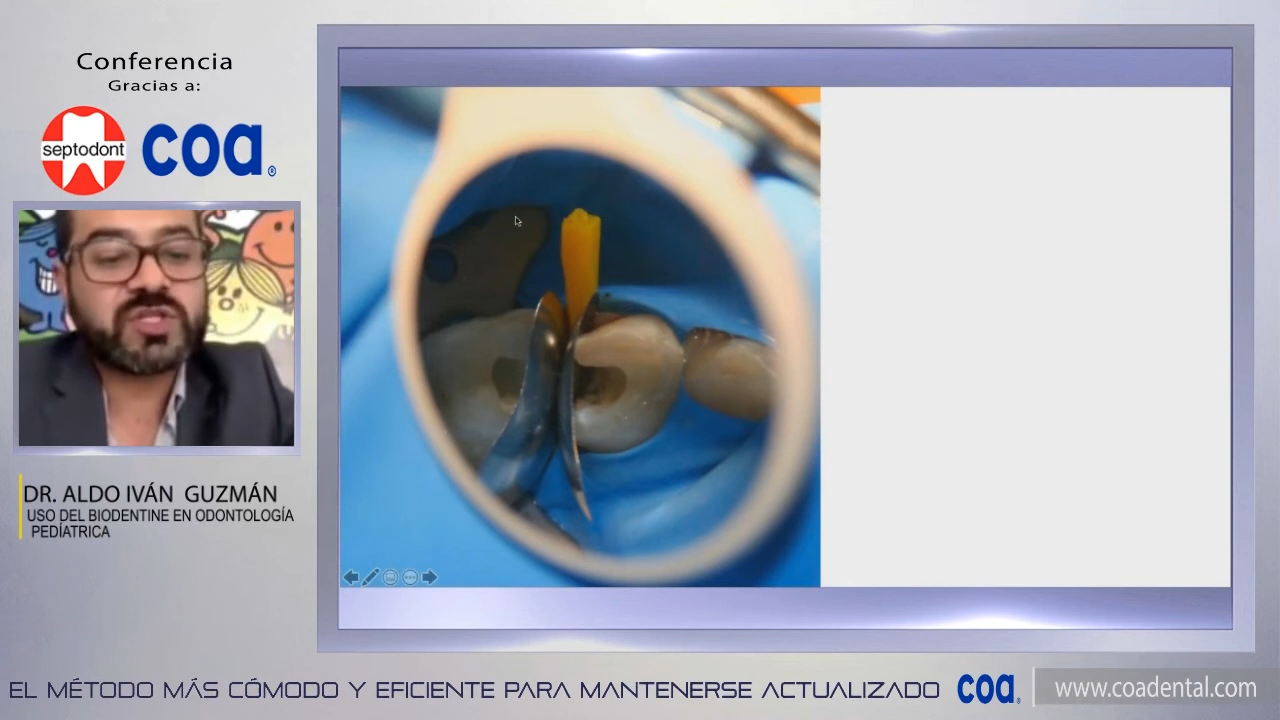 Conferencia
Gracias a:
septodont
coa®
DR. ALDO IVÁN GUZMÁN
USO DEL BIODENTINE EN ODONTOLOGÍA
PEDÍATRICA
EL MÉTODO MÁS CÓMODO Y EFICIENTE PARA MANTENERSE ACTUALIZADO
coa®
www.coadental.com